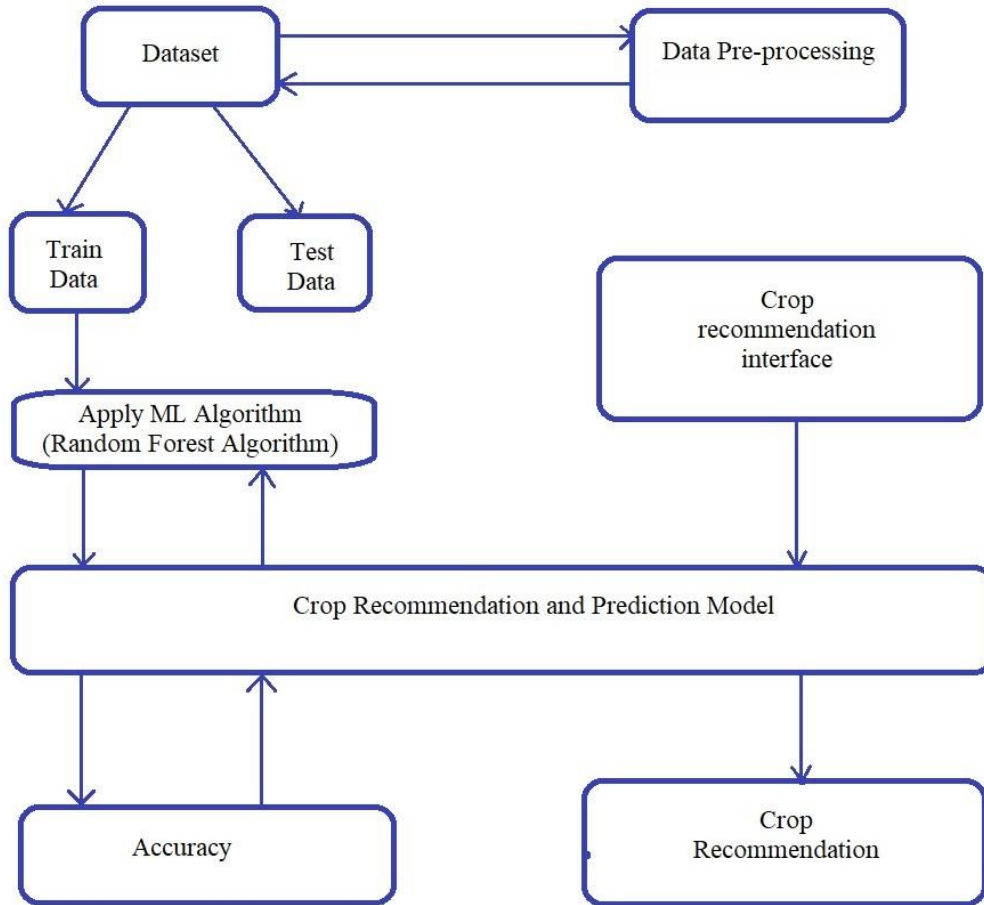 Dataset
Data Pre-processing
Train
Data
Test
Data
Crop
recommendation
interface
Apply ML Algorithm
(Random Forest Algorithm)
Crop Recommendation and Prediction Model
Accuracy
Crop
Recommendation